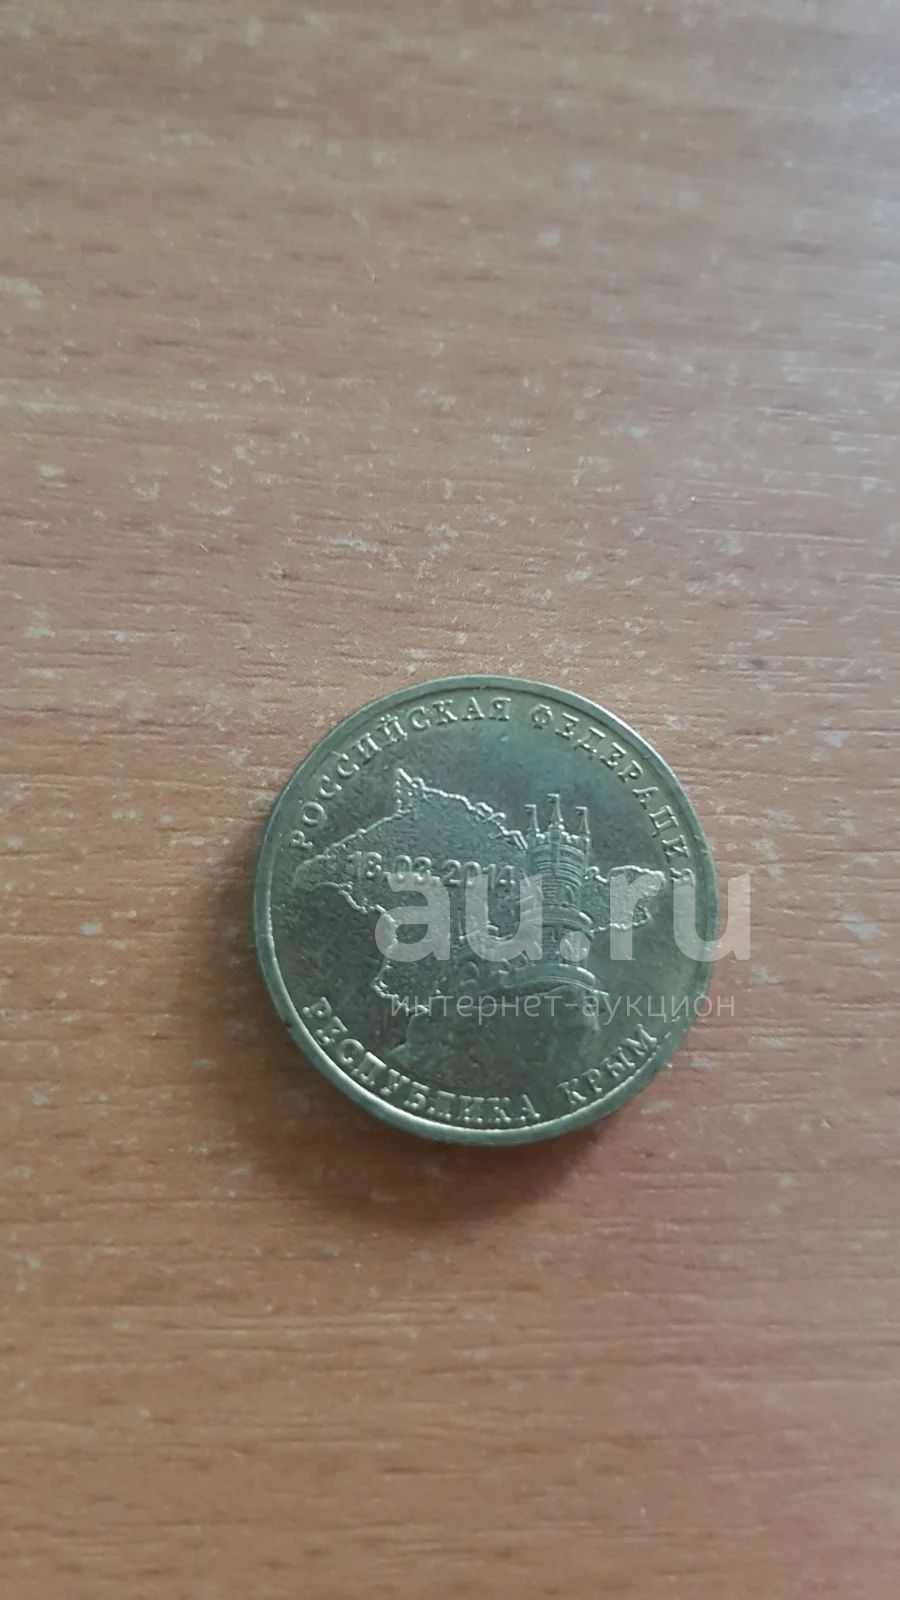 РОССИЙСКАЯ ФЕДЕРАЦИЯ
18.03.2014
au.ru
интернет-аукцион
РЕСПУБЛИКА КРЫМ